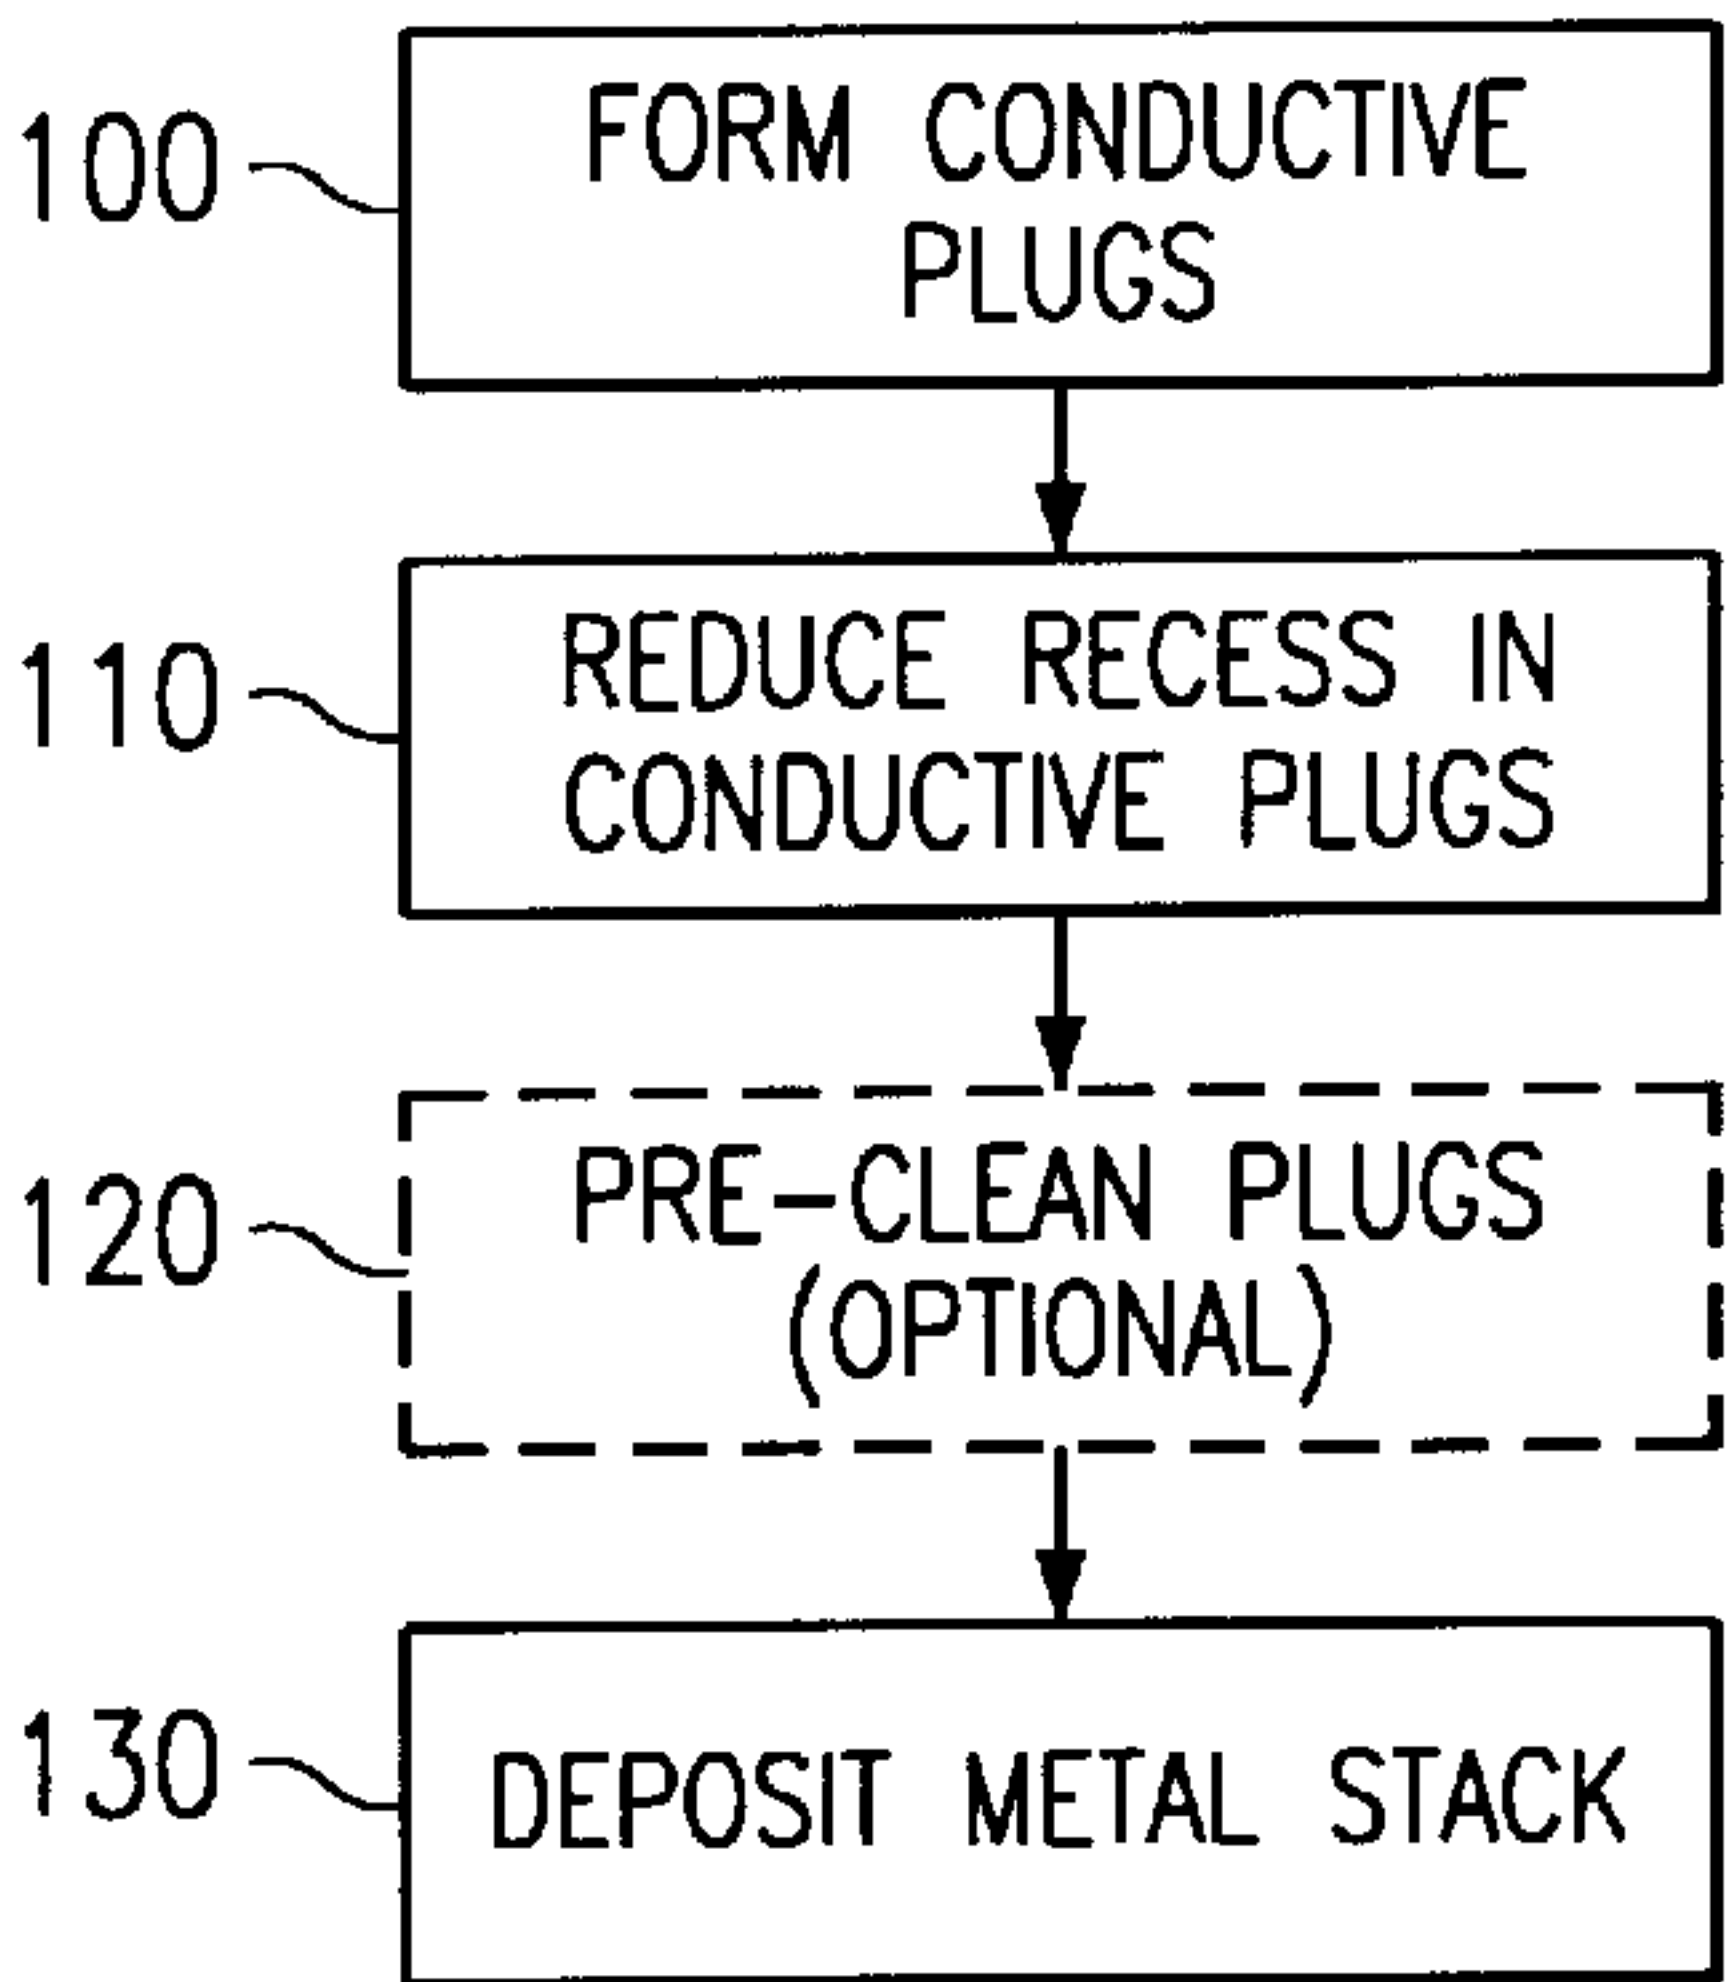 100
FORM CONDUCTIVE
PLUGS
110
REDUCE RECESS IN
CONDUCTIVE PLUGS
120
PRE-CLEAN PLUGS
(OPTIONAL)
130
DEPOSIT METAL STACK